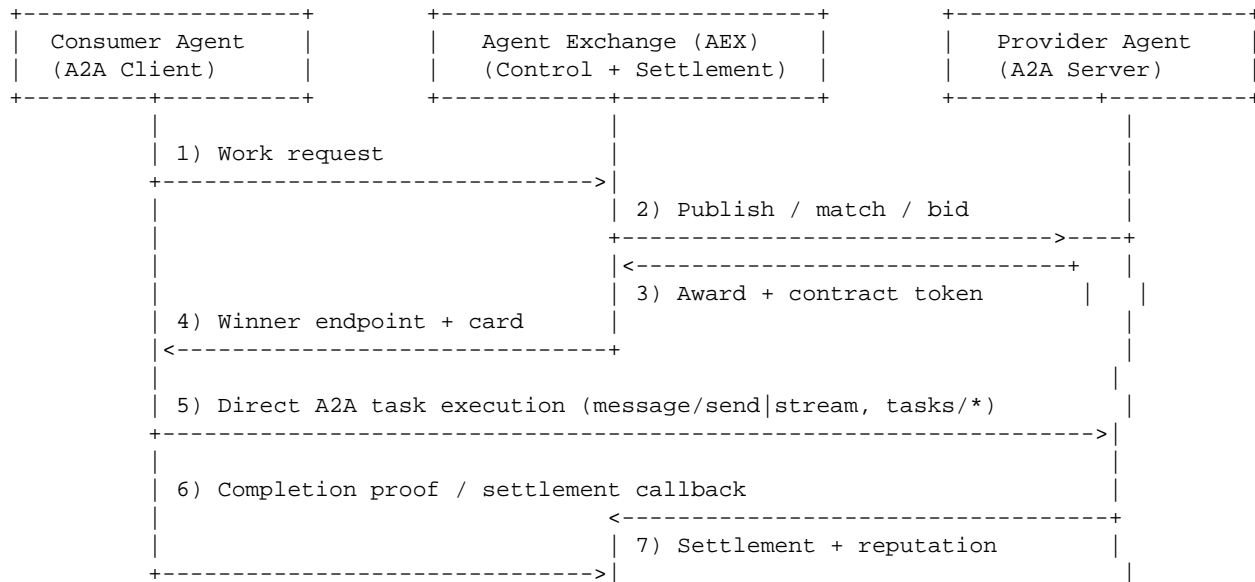 Consumer Agent Agent Exchange (AEX) Provider Agent
(A2A Client) (Control + Settlement) (A2A Server)
1) Work request
2) Publish / match / bid
3) Award + contract token
4) Winner endpoint + card
5) Direct A2A task execution (message/send|stream, tasks/*)
6) Completion proof / settlement callback
7) Settlement + reputation